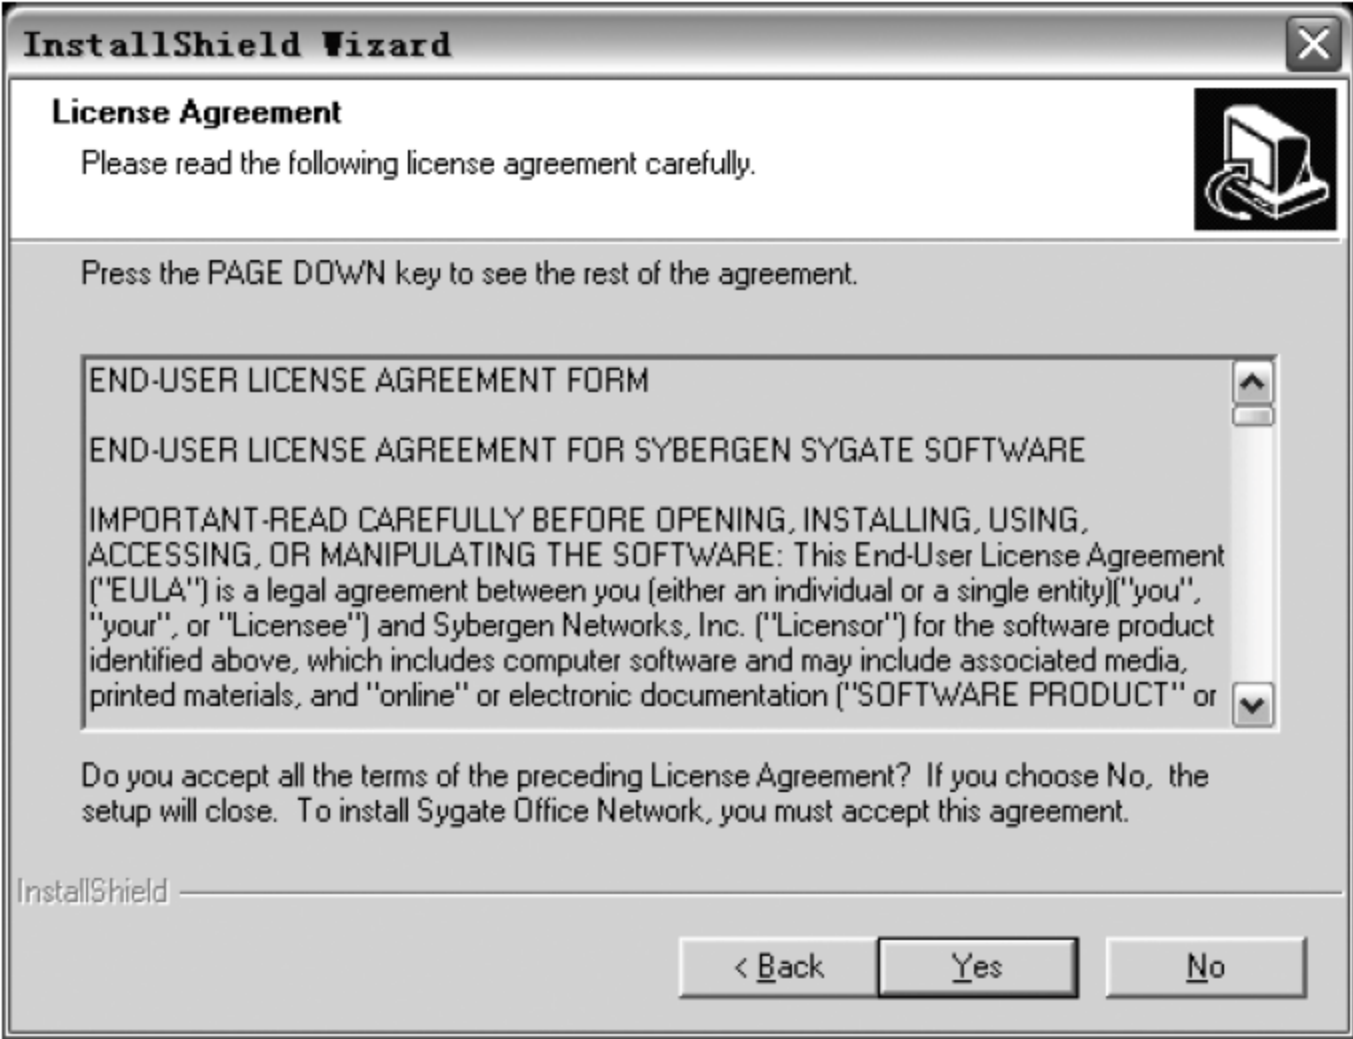 InstallShield Wizard
License Agreement
Please read the following license agreement carefully.
Press the PAGE DOWN key to see the rest of the agreement.
END-USER LICENSE AGREEMENT FORM
END-USER LICENSE AGREEMENT FOR SYBERGEN SYGATE SOFTWARE
IMPORTANT-READ CAREFULLY BEFORE OPENING, INSTALLING, USING,
ACCESSING, OR MANIPULATING THE SOFTWARE: This End-User License Agreement
("EULA") is a legal agreement between you (either an individual or a single entity)("you",
"your", or "Licensee") and Sybergen Networks, Inc. ("Licensor") for the software product
identified above, which includes computer software and may include associated media,
printed materials, and "online" or electronic documentation ("SOFTWARE PRODUCT" or
Do you accept all the terms of the preceding License Agreement?  If you choose No,  the
setup will close.  To install Sygate Office Network, you must accept this agreement.
InstallShield
< Back Yes No